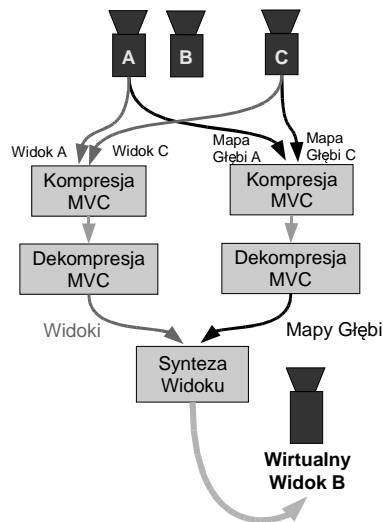 A
B
C
Widok A
Widok C
Mapa
Głębi A
Mapa
Głębi C
Kompresja
MVC
Kompresja
MVC
Dekompresja
MVC
Dekompresja
MVC
Widoki
Mapy Głębi
Synteza
Widoku
Wirtualny
Widok B